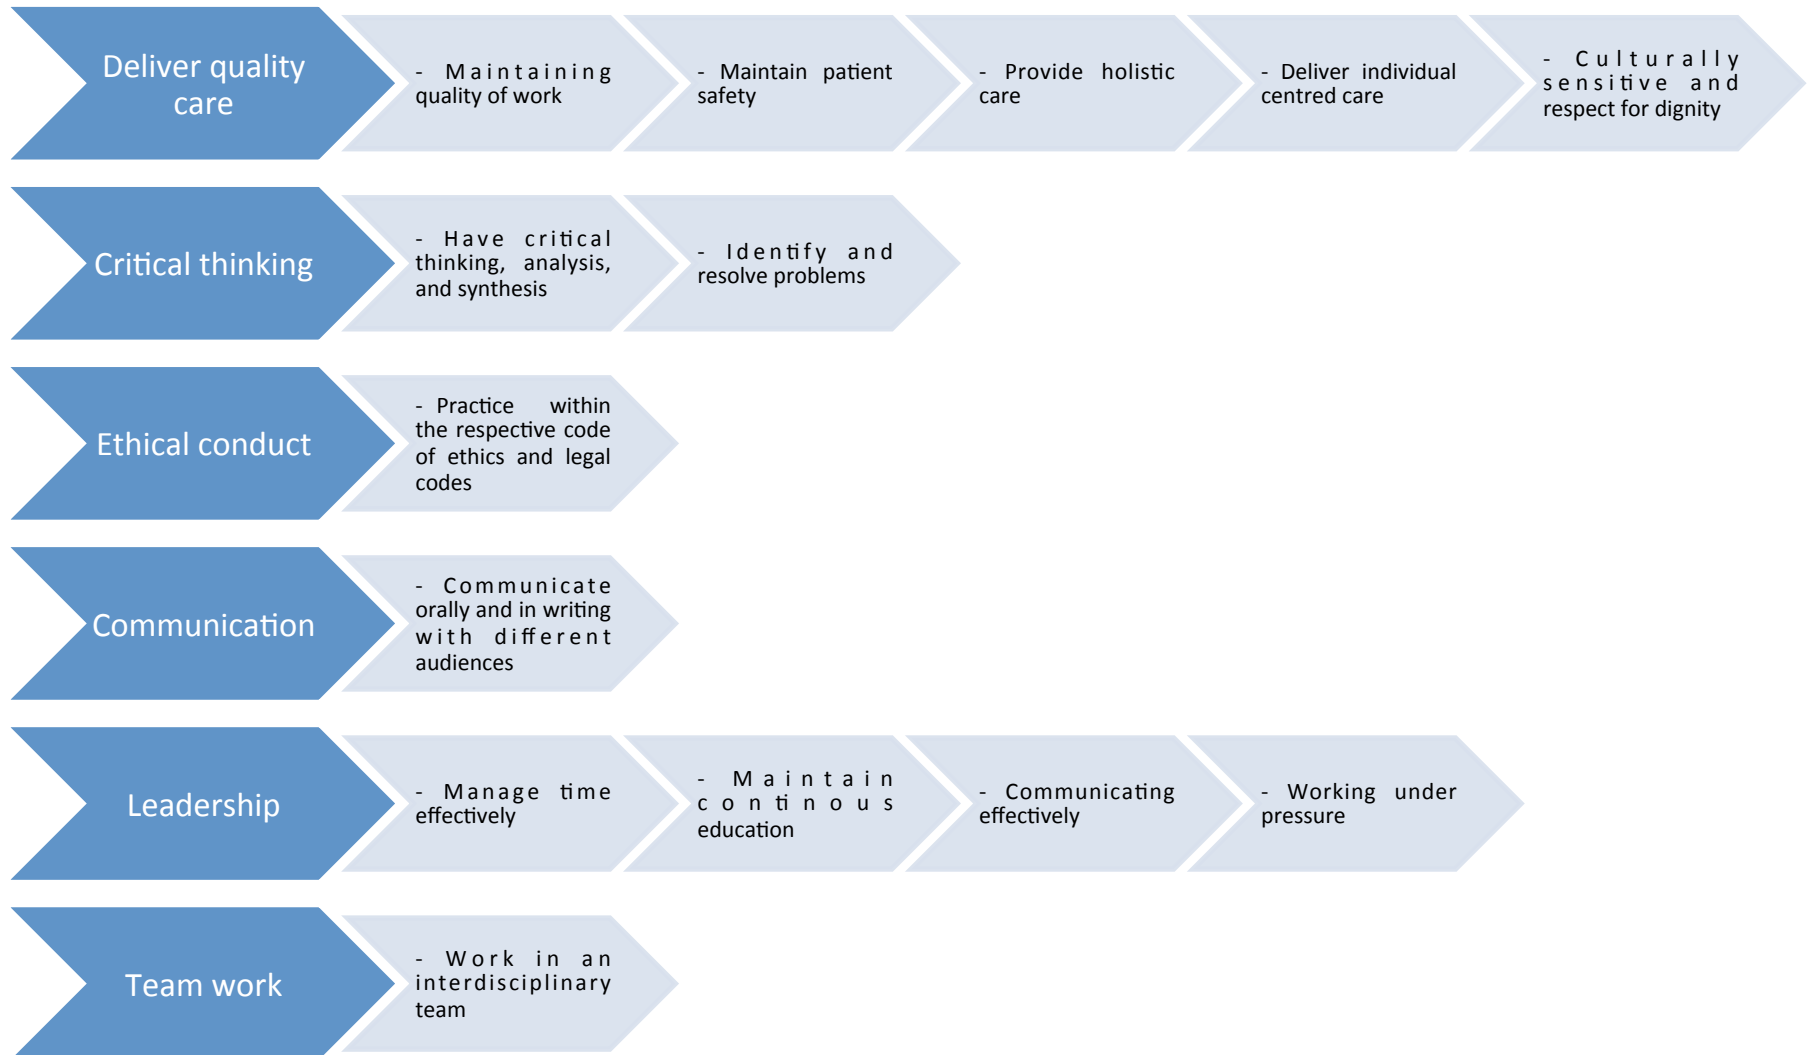 Deliver quality
care
- Maintaining
quality of work
- Maintain patient
safety
- Provide holistic
care
- Deliver individual
centred care
- Culturally
sensitive and
respect for dignity
Critical thinking
- Have critical
thinking, analysis,
and synthesis
- Identify and
resolve problems
Ethical conduct
- Practice within
the respective code
of ethics and legal
codes
Communication
- Communicate
orally and in writing
with different
audiences
Leadership
- Manage time
effectively
- Maintain
continous
education
- Communicating
effectively
- Working under
pressure
Team work
- Work in an
interdisciplinary
team